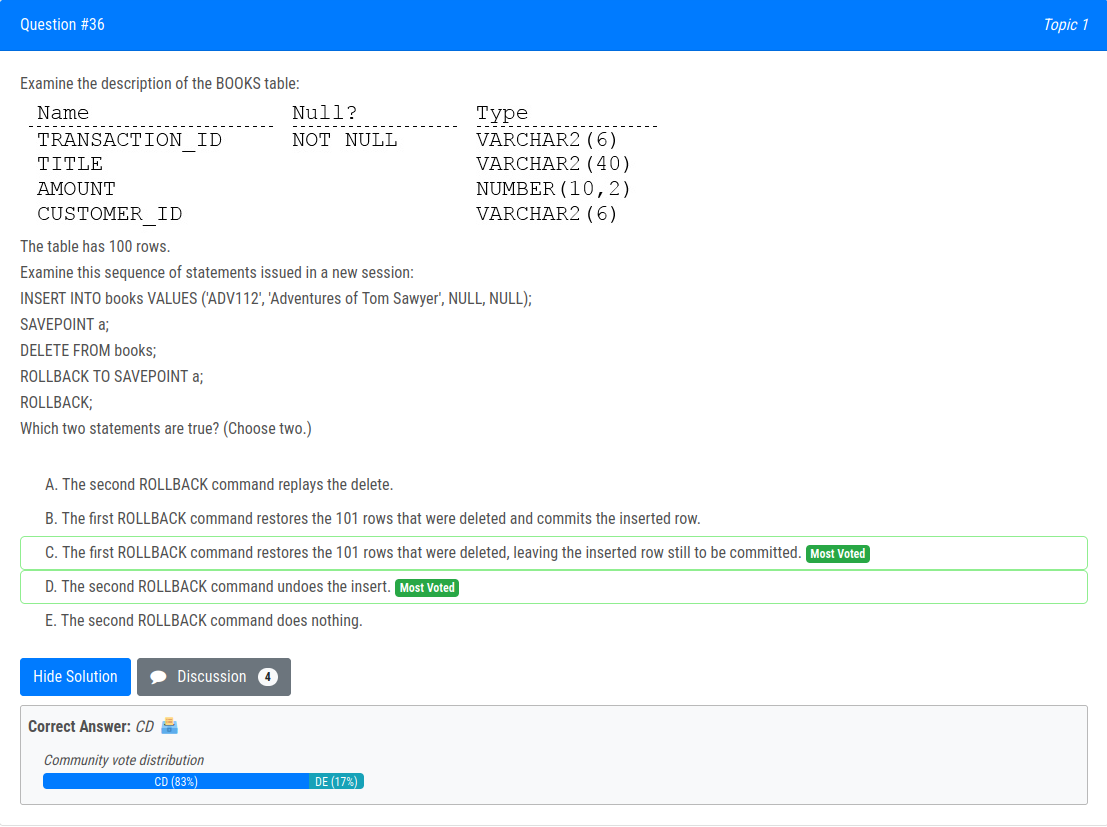 Question #36 Topic 1
Examine the description of the BOOKS table:
Name Null? Type
TRANSACTION_ID NOT NULL VARCHAR2(6)
TITLE VARCHAR2(40)
AMOUNT NUMBER(10,2)
CUSTOMER_ID VARCHAR2(6)
The table has 100 rows.
Examine this sequence of statements issued in a new session:
INSERT INTO books VALUES ('ADV112', 'Adventures of Tom Sawyer', NULL, NULL);
SAVEPOINT a;
DELETE FROM books;
ROLLBACK TO SAVEPOINT a;
ROLLBACK;
Which two statements are true? (Choose two.)
A. The second ROLLBACK command replays the delete.
B. The first ROLLBACK command restores the 101 rows that were deleted and commits the inserted row.
C. The first ROLLBACK command restores the 101 rows that were deleted, leaving the inserted row still to be committed. Most Voted
D. The second ROLLBACK command undoes the insert. Most Voted
E. The second ROLLBACK command does nothing.
Hide Solution Discussion 4
Correct Answer: CD
Community vote distribution
CD (83%) DE (17%)